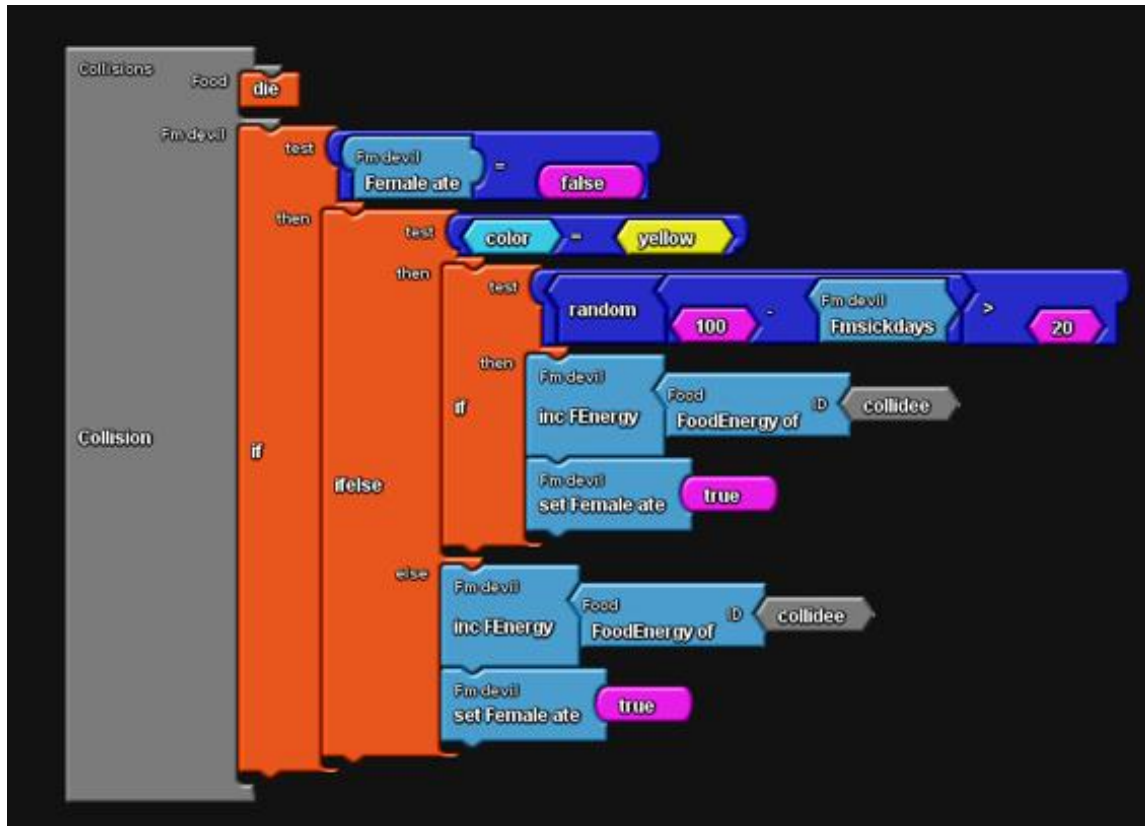 Collisions
Food
die
Fm devil
test
Fm devil
Female ate
=
false
then
test
color
=
yellow
then
test
random
100
-
Fm devil
Fmsickdays
>
20
then
Fm devil
inc FEnergy
Food
FoodEnergy of
ID
collidee
if
Fm devil
set Female ate
true
Collision
if
ifelse
else
Fm devil
inc FEnergy
Food
FoodEnergy of
ID
collidee
Fm devil
set Female ate
true